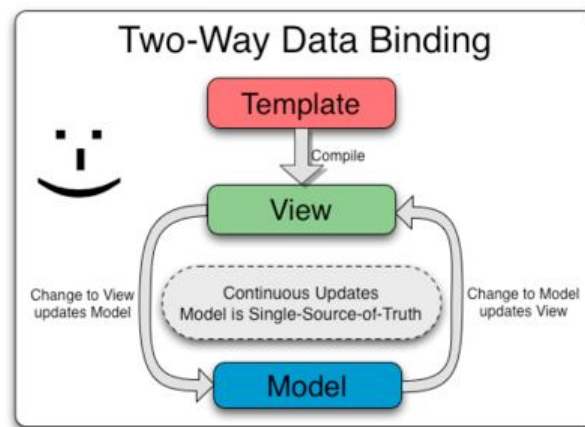 Two-Way Data Binding
Template
Compile
View
Change to View
updates Model
Continuous Updates
Model is Single-Source-of-Truth
Change to Model
updates View
Model